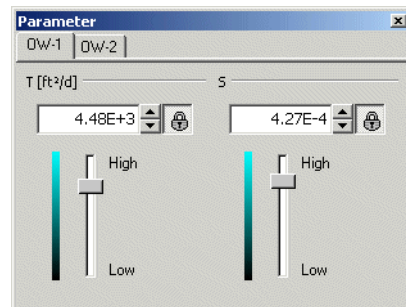 Parameter
OW-1 OW-2
T [ft²/d] S
4.48E+3 4.27E-4
High High
Low Low